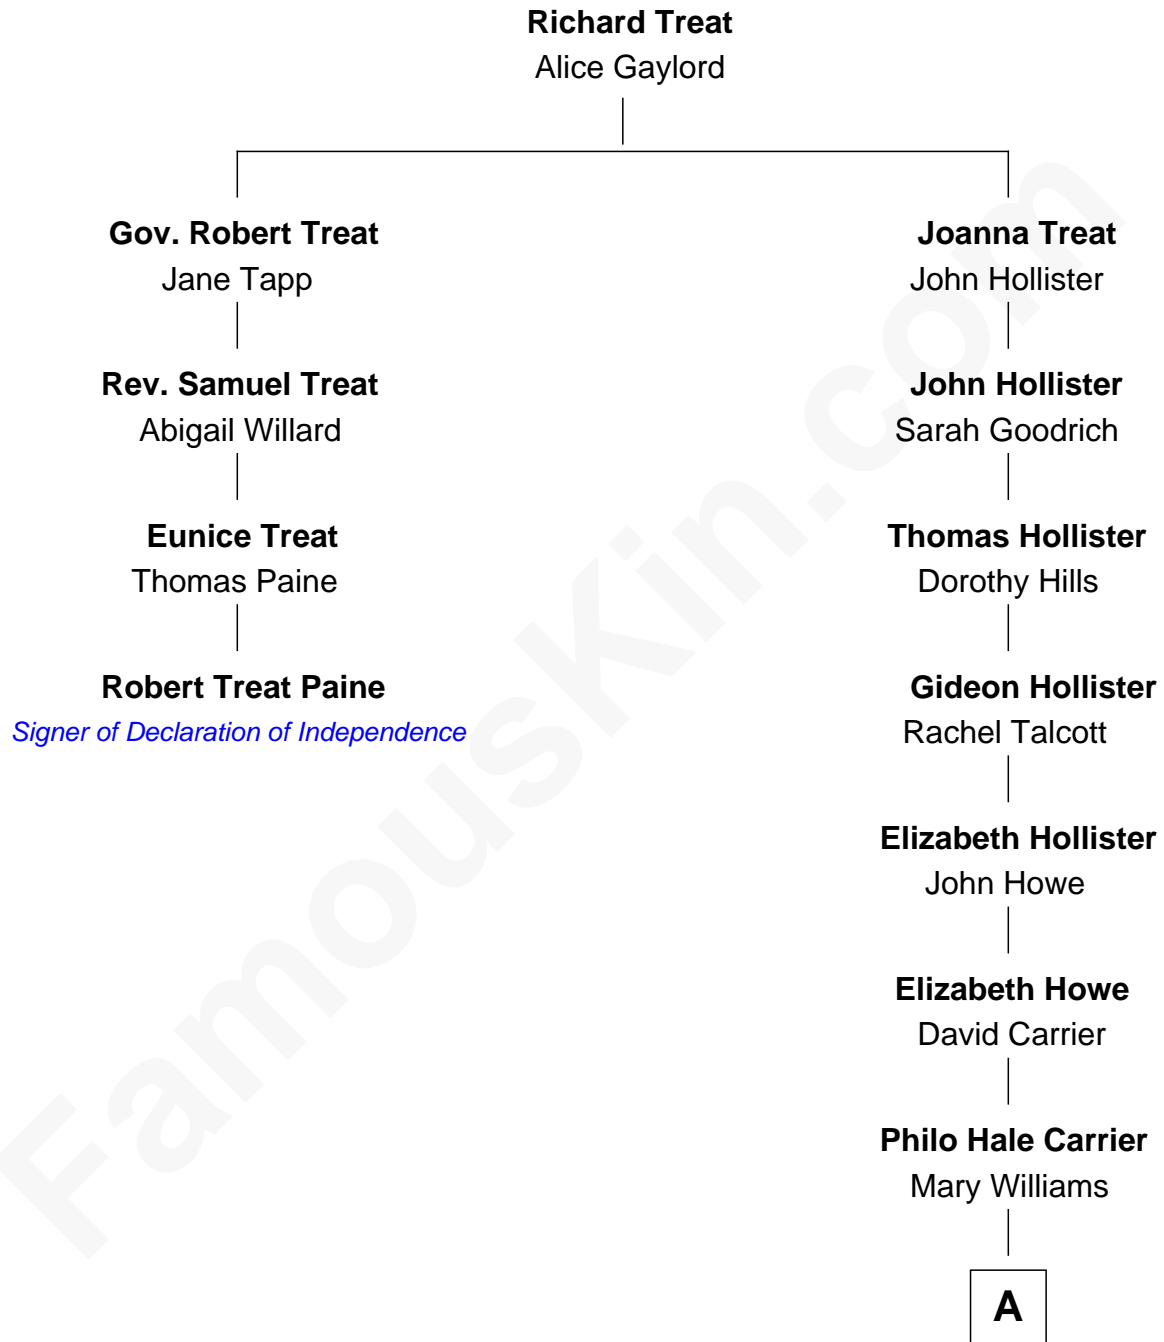 Richard Treat
Alice Gaylord
Gov. Robert Treat
Jane Tapp
Joanna Treat
John Hollister
Rev. Samuel Treat
Abigail Willard
John Hollister
Sarah Goodrich
Eunice Treat
Thomas Paine
Thomas Hollister
Dorothy Hills
Robert Treat Paine
Signer of Declaration of Independence
Gideon Hollister
Rachel Talcott
Elizabeth Hollister
John Howe
Elizabeth Howe
David Carrier
Philo Hale Carrier
Mary Williams
A
FamousKin.com